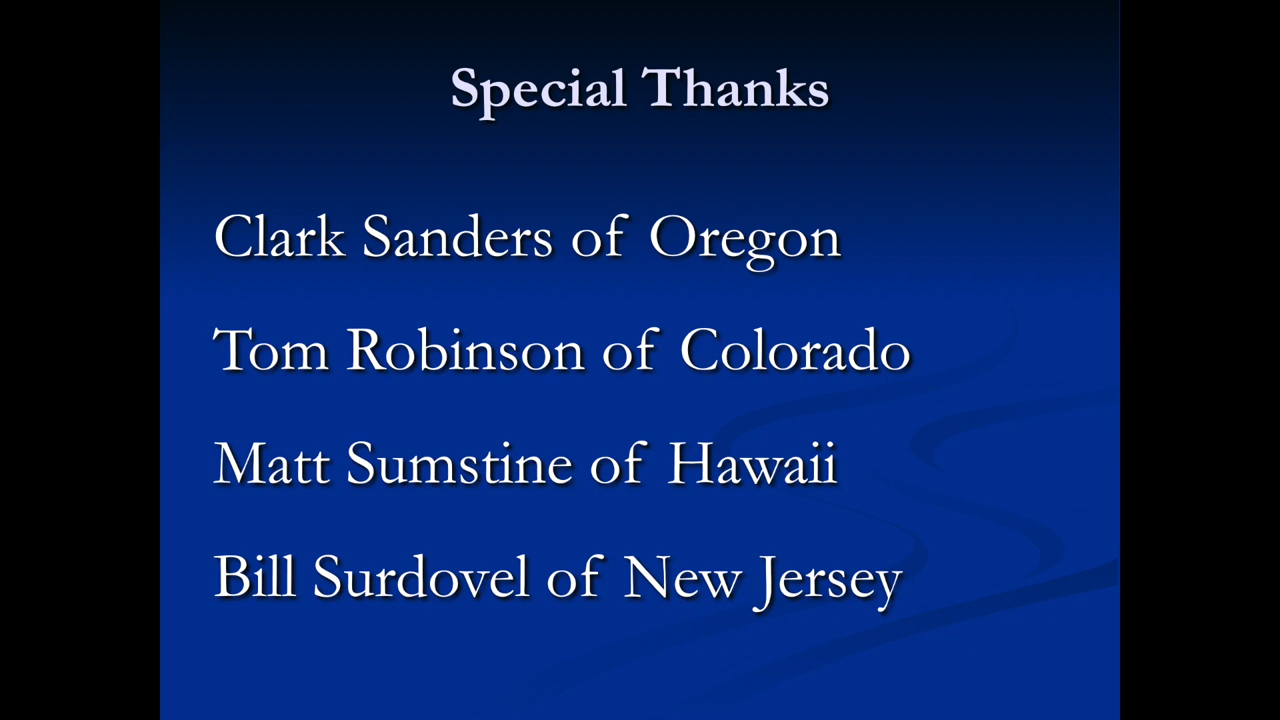 Special Thanks
Clark Sanders of Oregon
Tom Robinson of Colorado
Matt Sumstine of Hawaii
Bill Surdovel of New Jersey